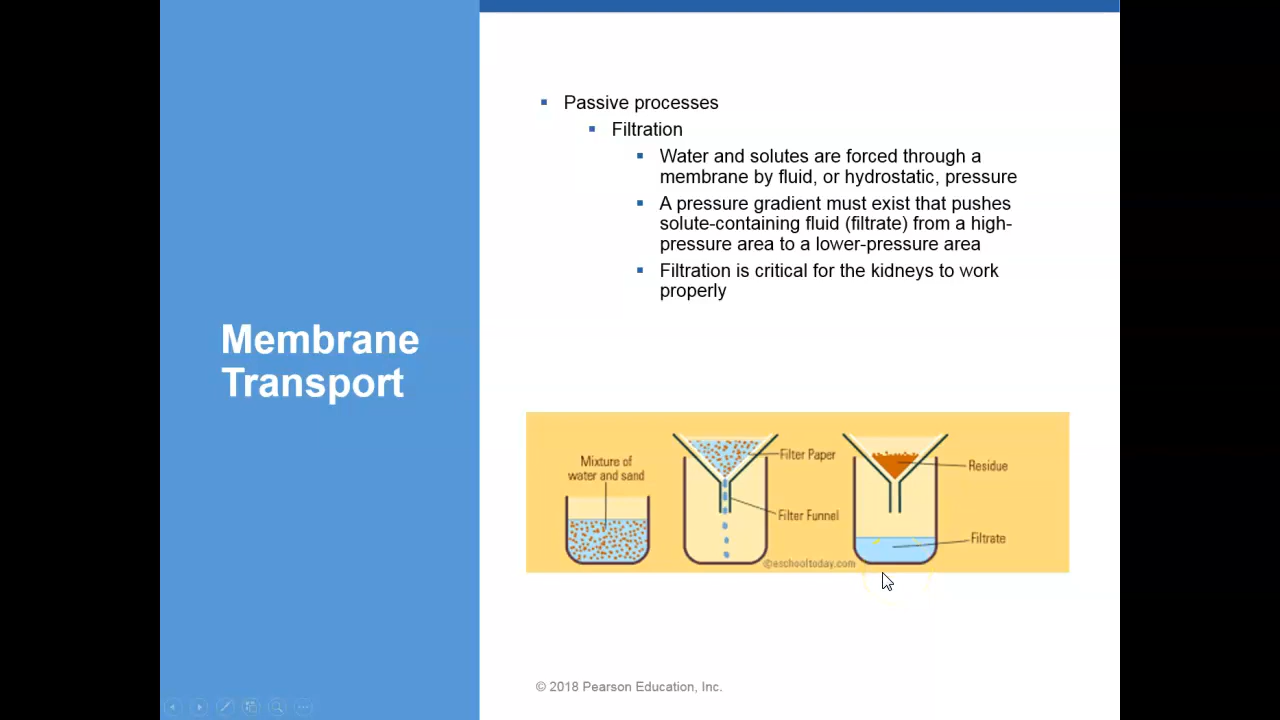 Membrane
Transport
Passive processes
Filtration
Water and solutes are forced through a
membrane by fluid, or hydrostatic, pressure
A pressure gradient must exist that pushes
solute-containing fluid (filtrate) from a high-
pressure area to a lower-pressure area
Filtration is critical for the kidneys to work
properly
Mixture of
water and sand
Filter Paper
Filter Funnel
Residue
Filtrate
©eschooltoday.com
© 2018 Pearson Education, Inc.